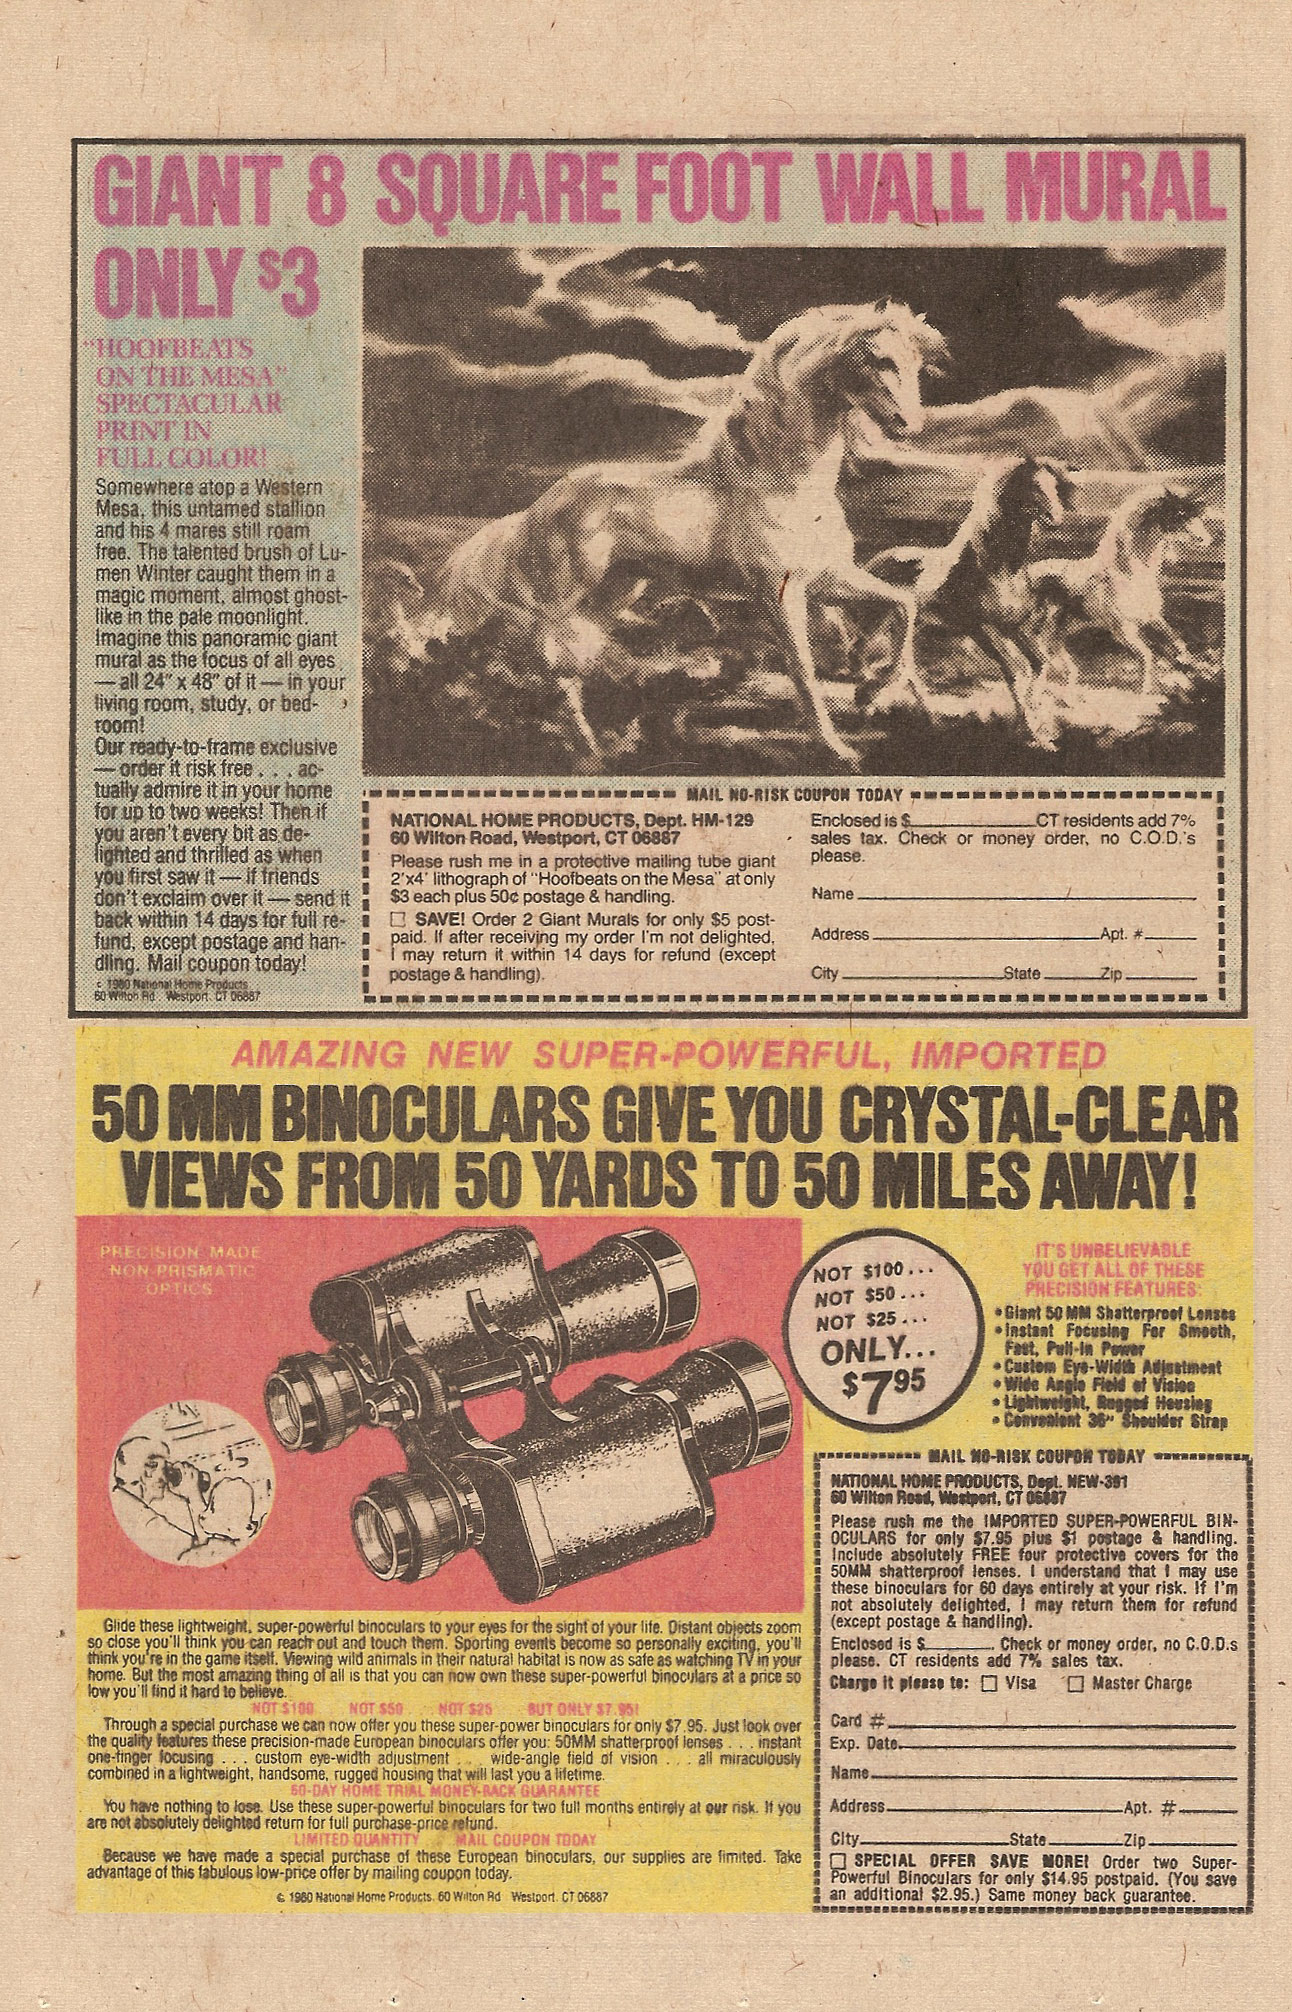 GIANT 8 SQUARE FOOT WALL MURAL
ONLY $3
"HOOFBEATS
ON THE MESA"
SPECTACULAR
PRINT IN
FULL COLOR!
Somewhere atop a Western
Mesa, this untamed stallion
and his 4 mares still roam
free. The talented brush of Lu-
men Winter caught them in a
magic moment, almost ghost-
like in the pale moonlight.
Imagine this panoramic giant
mural as the focus of all eyes
— all 24" x 48" of it — in your
living room, study, or bed-
room!
Our ready-to-frame exclusive
— order it risk free . . . ac-
tually admire it in your home
for up to two weeks! Then if
you aren't every bit as de-
lighted and thrilled as when
you first saw it — if friends
don't exclaim over it — send it
back within 14 days for full re-
fund, except postage and han-
dling. Mail coupon today!
c 1980 National Home Products
60 Wilton Rd Westport, CT 06887
MAIL NO-RISK COUPON TODAY
NATIONAL HOME PRODUCTS, Dept. HM-129
60 Wilton Road, Westport, CT 06887
Please rush me in a protective mailing tube giant
2'x4' lithograph of "Hoofbeats on the Mesa" at only
$3 each plus 50¢ postage & handling.
☐ SAVE! Order 2 Giant Murals for only $5 post-
paid. If after receiving my order I'm not delighted,
I may return it within 14 days for refund (except
postage & handling).
Enclosed is $____________CT residents add 7%
sales tax. Check or money order, no C.O.D.'s
please.
Name
Address____________Apt. #____
City____________State____Zip____
AMAZING NEW SUPER-POWERFUL, IMPORTED
50 MM BINOCULARS GIVE YOU CRYSTAL-CLEAR
VIEWS FROM 50 YARDS TO 50 MILES AWAY!
PRECISION MADE
NON-PRISMATIC
OPTICS
NOT $100...
NOT $50...
NOT $25...
ONLY...
$7.95
IT'S UNBELIEVABLE
YOU GET ALL OF THESE
PRECISION FEATURES:
• Giant 50 MM Shatterproof Lenses
• Instant Focusing For Smooth,
Fast, Pull-In Power
• Custom Eye-Width Adjustment
• Wide Angle Field of Vision
• Lightweight, Rugged Housing
• Convenient 36" Shoulder Strap
Glide these lightweight, super-powerful binoculars to your eyes for the sight of your life. Distant objects zoom
so close you'll think you can reach out and touch them. Sporting events become so personally exciting, you'll
think you're in the game itself. Viewing wild animals in their natural habitat is now as safe as watching TV in your
home. But the most amazing thing of all is that you can now own these super-powerful binoculars at a price so
low you'll find it hard to believe.
NOT $100 NOT $50 NOT $25 BUT ONLY $7.95!
Through a special purchase we can now offer you these super-power binoculars for only $7.95. Just look over
the quality features these precision-made European binoculars offer you: 50MM shatterproof lenses . . . instant
one-finger focusing . . . custom eye-width adjustment . . . wide-angle field of vision . . . all miraculously
combined in a lightweight, handsome, rugged housing that will last you a lifetime.
60-DAY HOME TRIAL MONEY-BACK GUARANTEE
You have nothing to lose. Use these super-powerful binoculars for two full months entirely at our risk. If you
are not absolutely delighted return for full purchase-price refund.
LIMITED QUANTITY MAIL COUPON TODAY
Because we have made a special purchase of these European binoculars, our supplies are limited. Take
advantage of this fabulous low-price offer by mailing coupon today.
© 1980 National Home Products, 60 Wilton Rd Westport, CT 06887
MAIL NO-RISK COUPON TODAY
NATIONAL HOME PRODUCTS, Dept. NEW-391
60 Wilton Road, Westport, CT 06887
Please rush me the IMPORTED SUPER-POWERFUL BIN-
OCULARS for only $7.95 plus $1 postage & handling.
Include absolutely FREE four protective covers for the
50MM shatterproof lenses. I understand that I may use
these binoculars for 60 days entirely at your risk. If I'm
not absolutely delighted, I may return them for refund
(except postage & handling).
Enclosed is $________. Check or money order, no C.O.D.s
please. CT residents add 7% sales tax.
Charge it please to: ☐ Visa ☐ Master Charge
Card #
Exp. Date
Name
Address____________Apt. #____
City____________State____Zip____
☐ SPECIAL OFFER SAVE MORE! Order two Super-
Powerful Binoculars for only $14.95 postpaid. (You save
an additional $2.95.) Same money back guarantee.